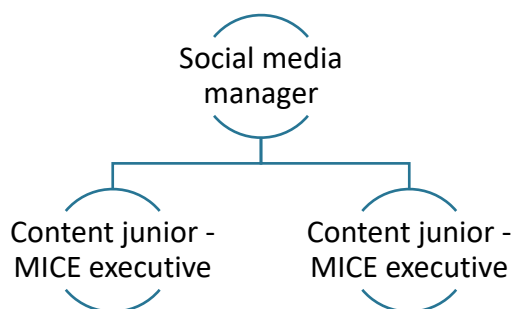 Social media
manager
Content junior -
MICE executive
Content junior -
MICE executive